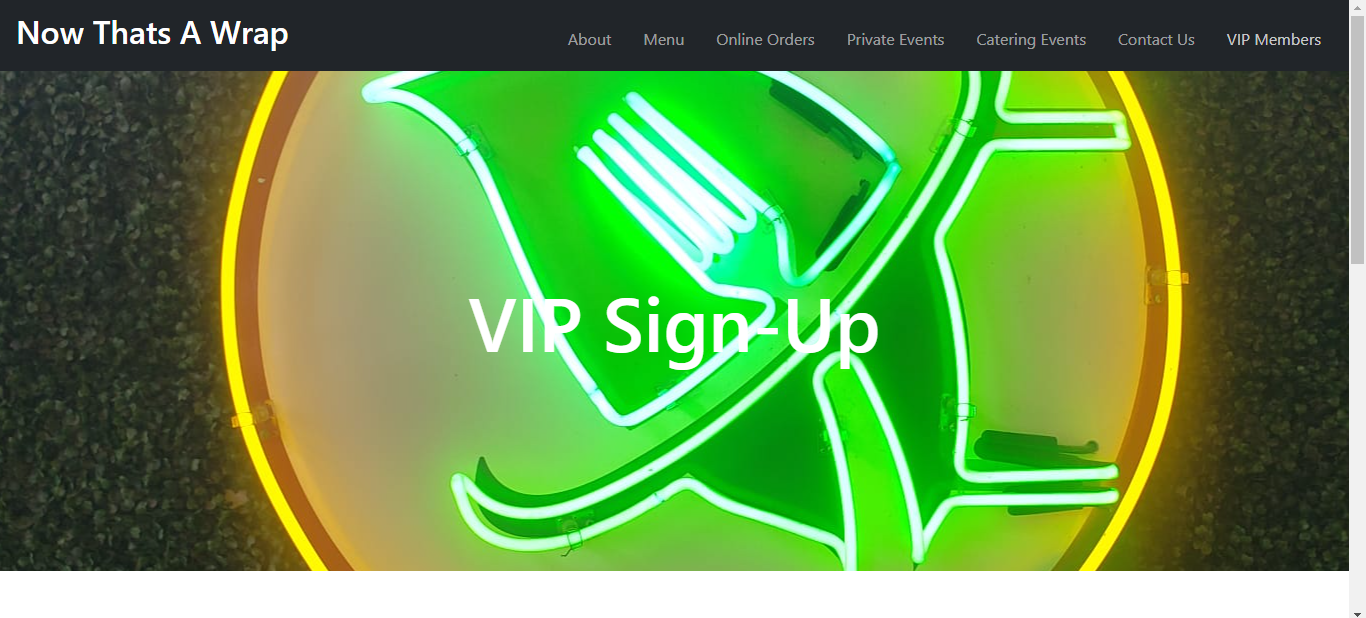 Now Thats A Wrap
About Menu Online Orders Private Events Catering Events Contact Us VIP Members
VIP Sign-Up